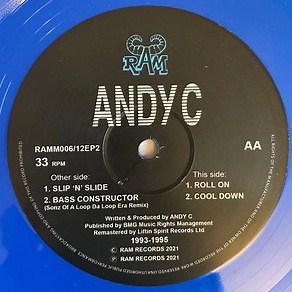 RAM
ANDY C
RAMM006/12EP2
33 RPM
AA
Other side:
1. SLIP 'N' SLIDE
2. BASS CONSTRUCTOR
(Sonz Of A Loop Da Loop Era Remix)
This side:
1. ROLL ON
2. COOL DOWN
Written & Produced by ANDY C
Published by BMG Music Rights Management
Remastered by Liftin Spirit Records Ltd
1993-1995
℗ RAM RECORDS 2021
© RAM RECORDS 2021